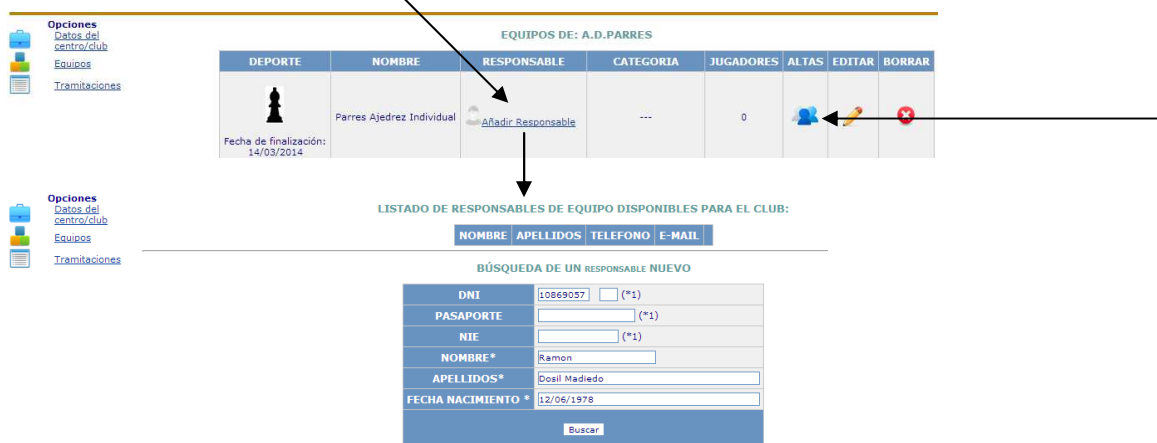 Opciones
Datos del
centro/club
Equipos
Tramitaciones
EQUIPOS DE: A.D.PARRES
DEPORTE NOMBRE RESPONSABLE CATEGORIA JUGADORES ALTAS EDITAR BORRAR
Parres Ajedrez Individual Añadir Responsable --- 0
Fecha de finalización:
14/03/2014
Opciones
Datos del
centro/club
Equipos
Tramitaciones
LISTADO DE RESPONSABLES DE EQUIPO DISPONIBLES PARA EL CLUB:
NOMBRE APELLIDOS TELEFONO E-MAIL
BÚSQUEDA DE UN RESPONSABLE NUEVO
DNI 10869057 (*1)
PASAPORTE (*1)
NIE (*1)
NOMBRE* Ramon
APELLIDOS* Dosil Madiedo
FECHA NACIMIENTO * 12/06/1978
Buscar